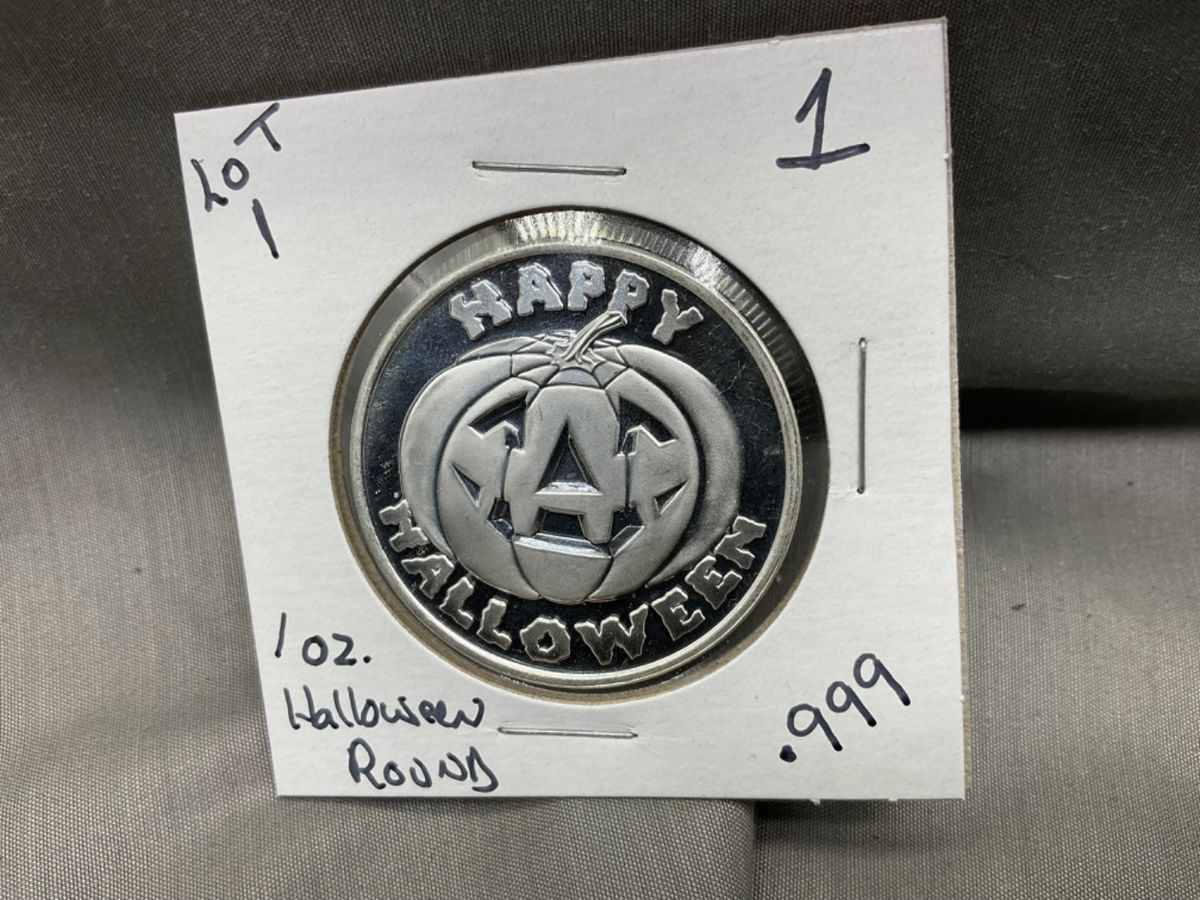 LOT
1
1
HAPPY
A
HALLOWEEN
1 oz.
Halloween
ROUND
.999